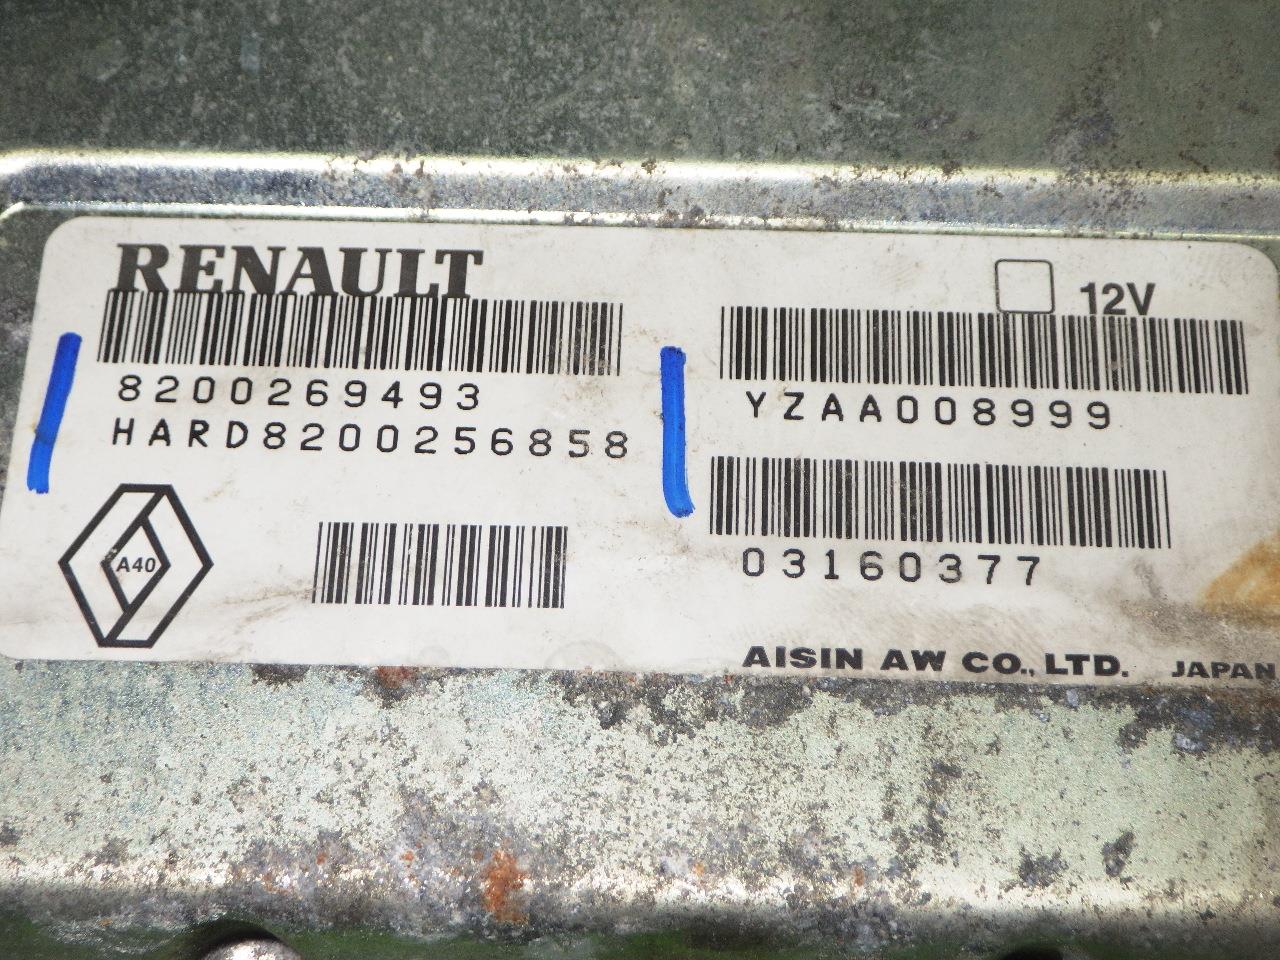 RENAULT
12V
8200269493
YZAA008999
HARD8200256858
03160377
A40
AISIN AW CO., LTD. JAPAN